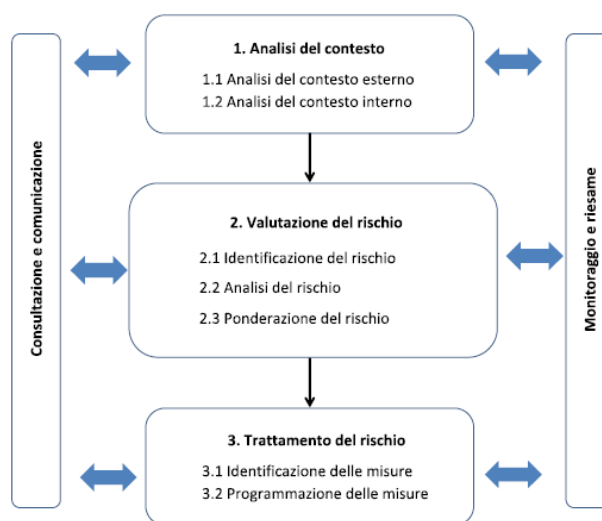 Consultazione e comunicazione
1. Analisi del contesto
1.1 Analisi del contesto esterno
1.2 Analisi del contesto interno
2. Valutazione del rischio
2.1 Identificazione del rischio
2.2 Analisi del rischio
2.3 Ponderazione del rischio
3. Trattamento del rischio
3.1 Identificazione delle misure
3.2 Programmazione delle misure
Monitoraggio e riesame